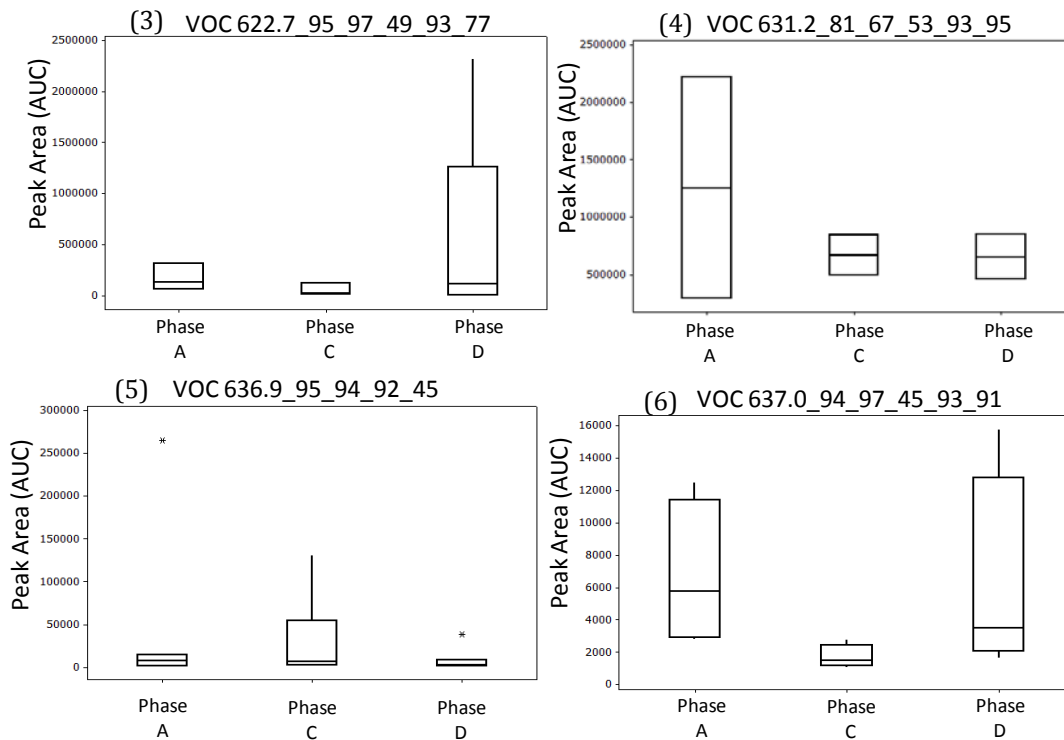 (3) VOC 622.7_95_97_49_93_77
Peak Area (AUC)
2500000
2000000
1500000
1000000
500000
0
Phase A
Phase C
Phase D
(4) VOC 631.2_81_67_53_93_95
Peak Area (AUC)
2500000
2000000
1500000
1000000
500000
Phase A
Phase C
Phase D
(5) VOC 636.9_95_94_92_45
Peak Area (AUC)
300000
250000
200000
150000
100000
50000
0
Phase A
Phase C
Phase D
(6) VOC 637.0_94_97_45_93_91
Peak Area (AUC)
16000
14000
12000
10000
8000
6000
4000
2000
0
Phase A
Phase C
Phase D